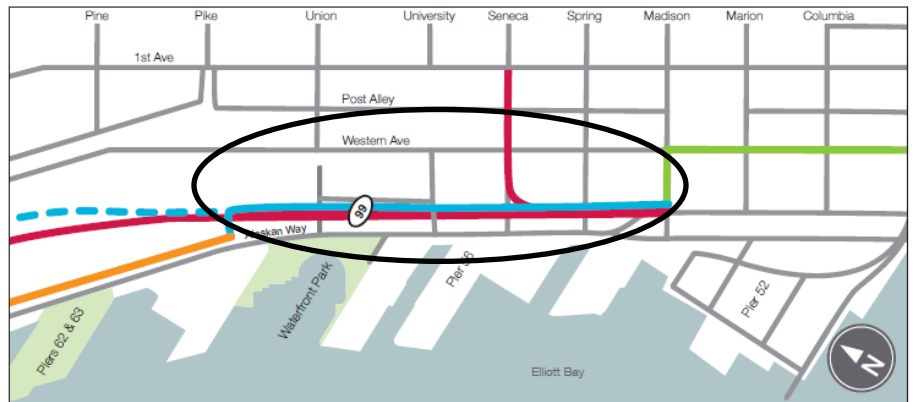 Pine
Pike
Union
University
Seneca
Spring
Madison
Marion
Columbia
1st Ave
Post Alley
Western Ave
99
Alaskan Way
Waterfront Park
Pier 56
Pier 52
Piers 62 & 63
Elliott Bay
N